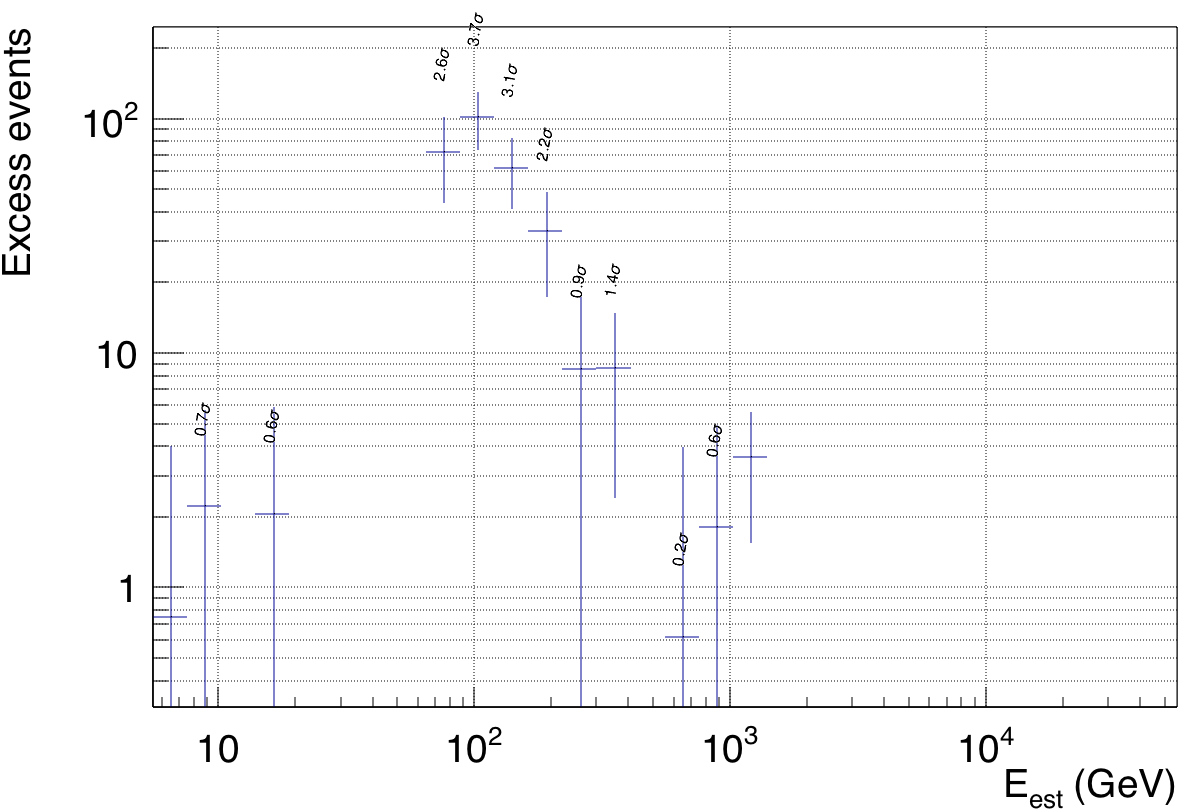 Excess events
10²
10
1
3.7σ
2.6σ
3.1σ
2.2σ
0.9σ
1.4σ
0.7σ
0.6σ
0.6σ
0.2σ
10
10²
10³
10⁴
E_est (GeV)